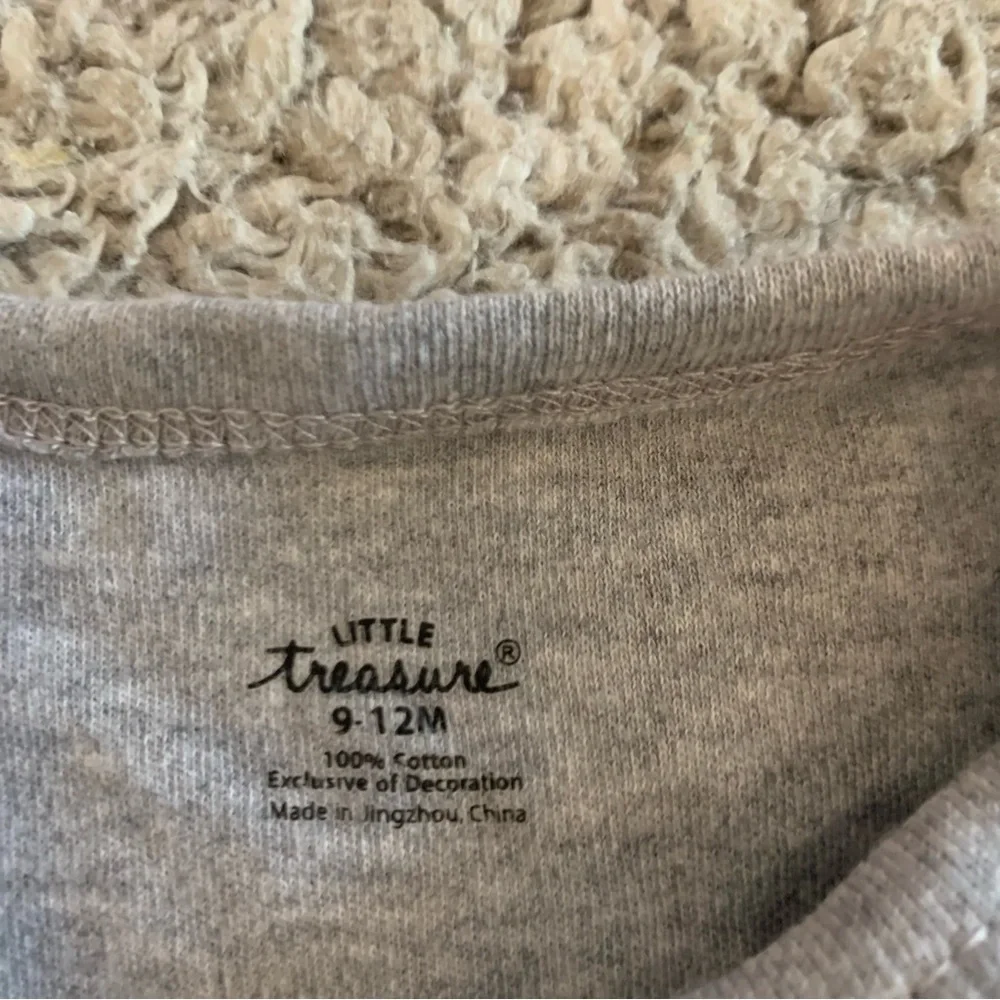 LITTLE
treasure®
9-12M
100% Cotton
Exclusive of Decoration
Made in Jingzhou, China